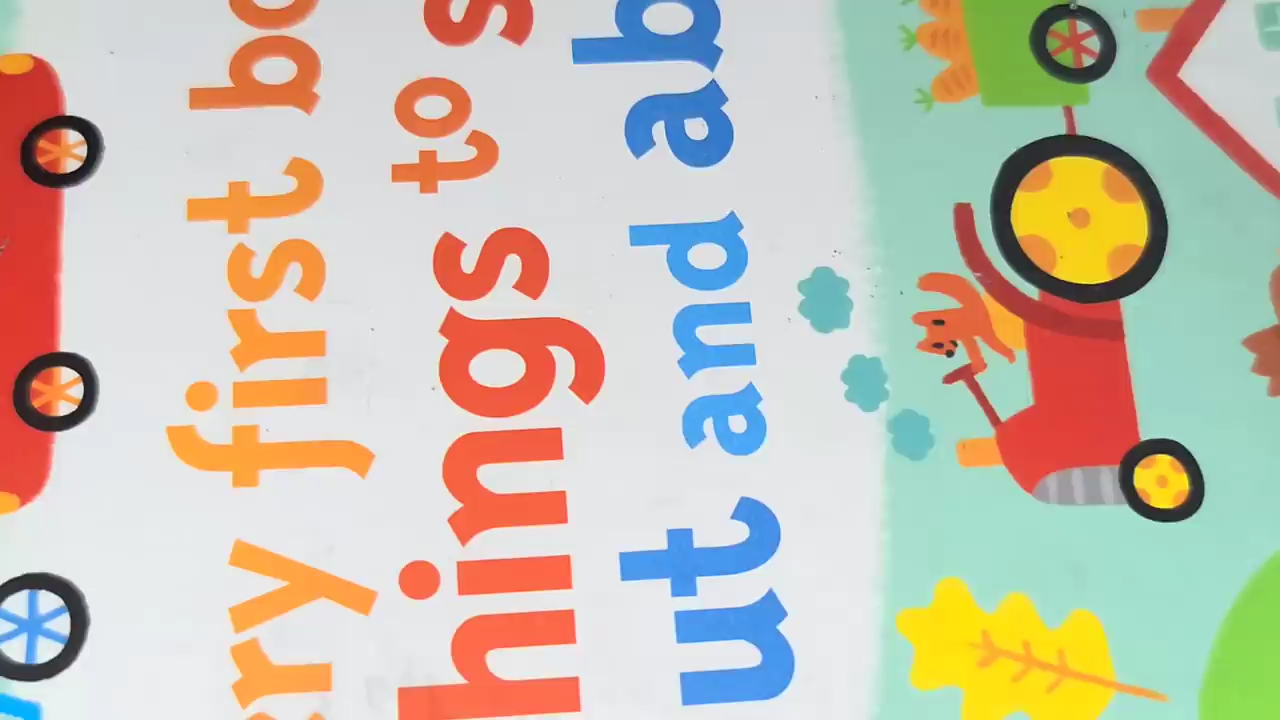 ry first bo
hings to s
ut and ab